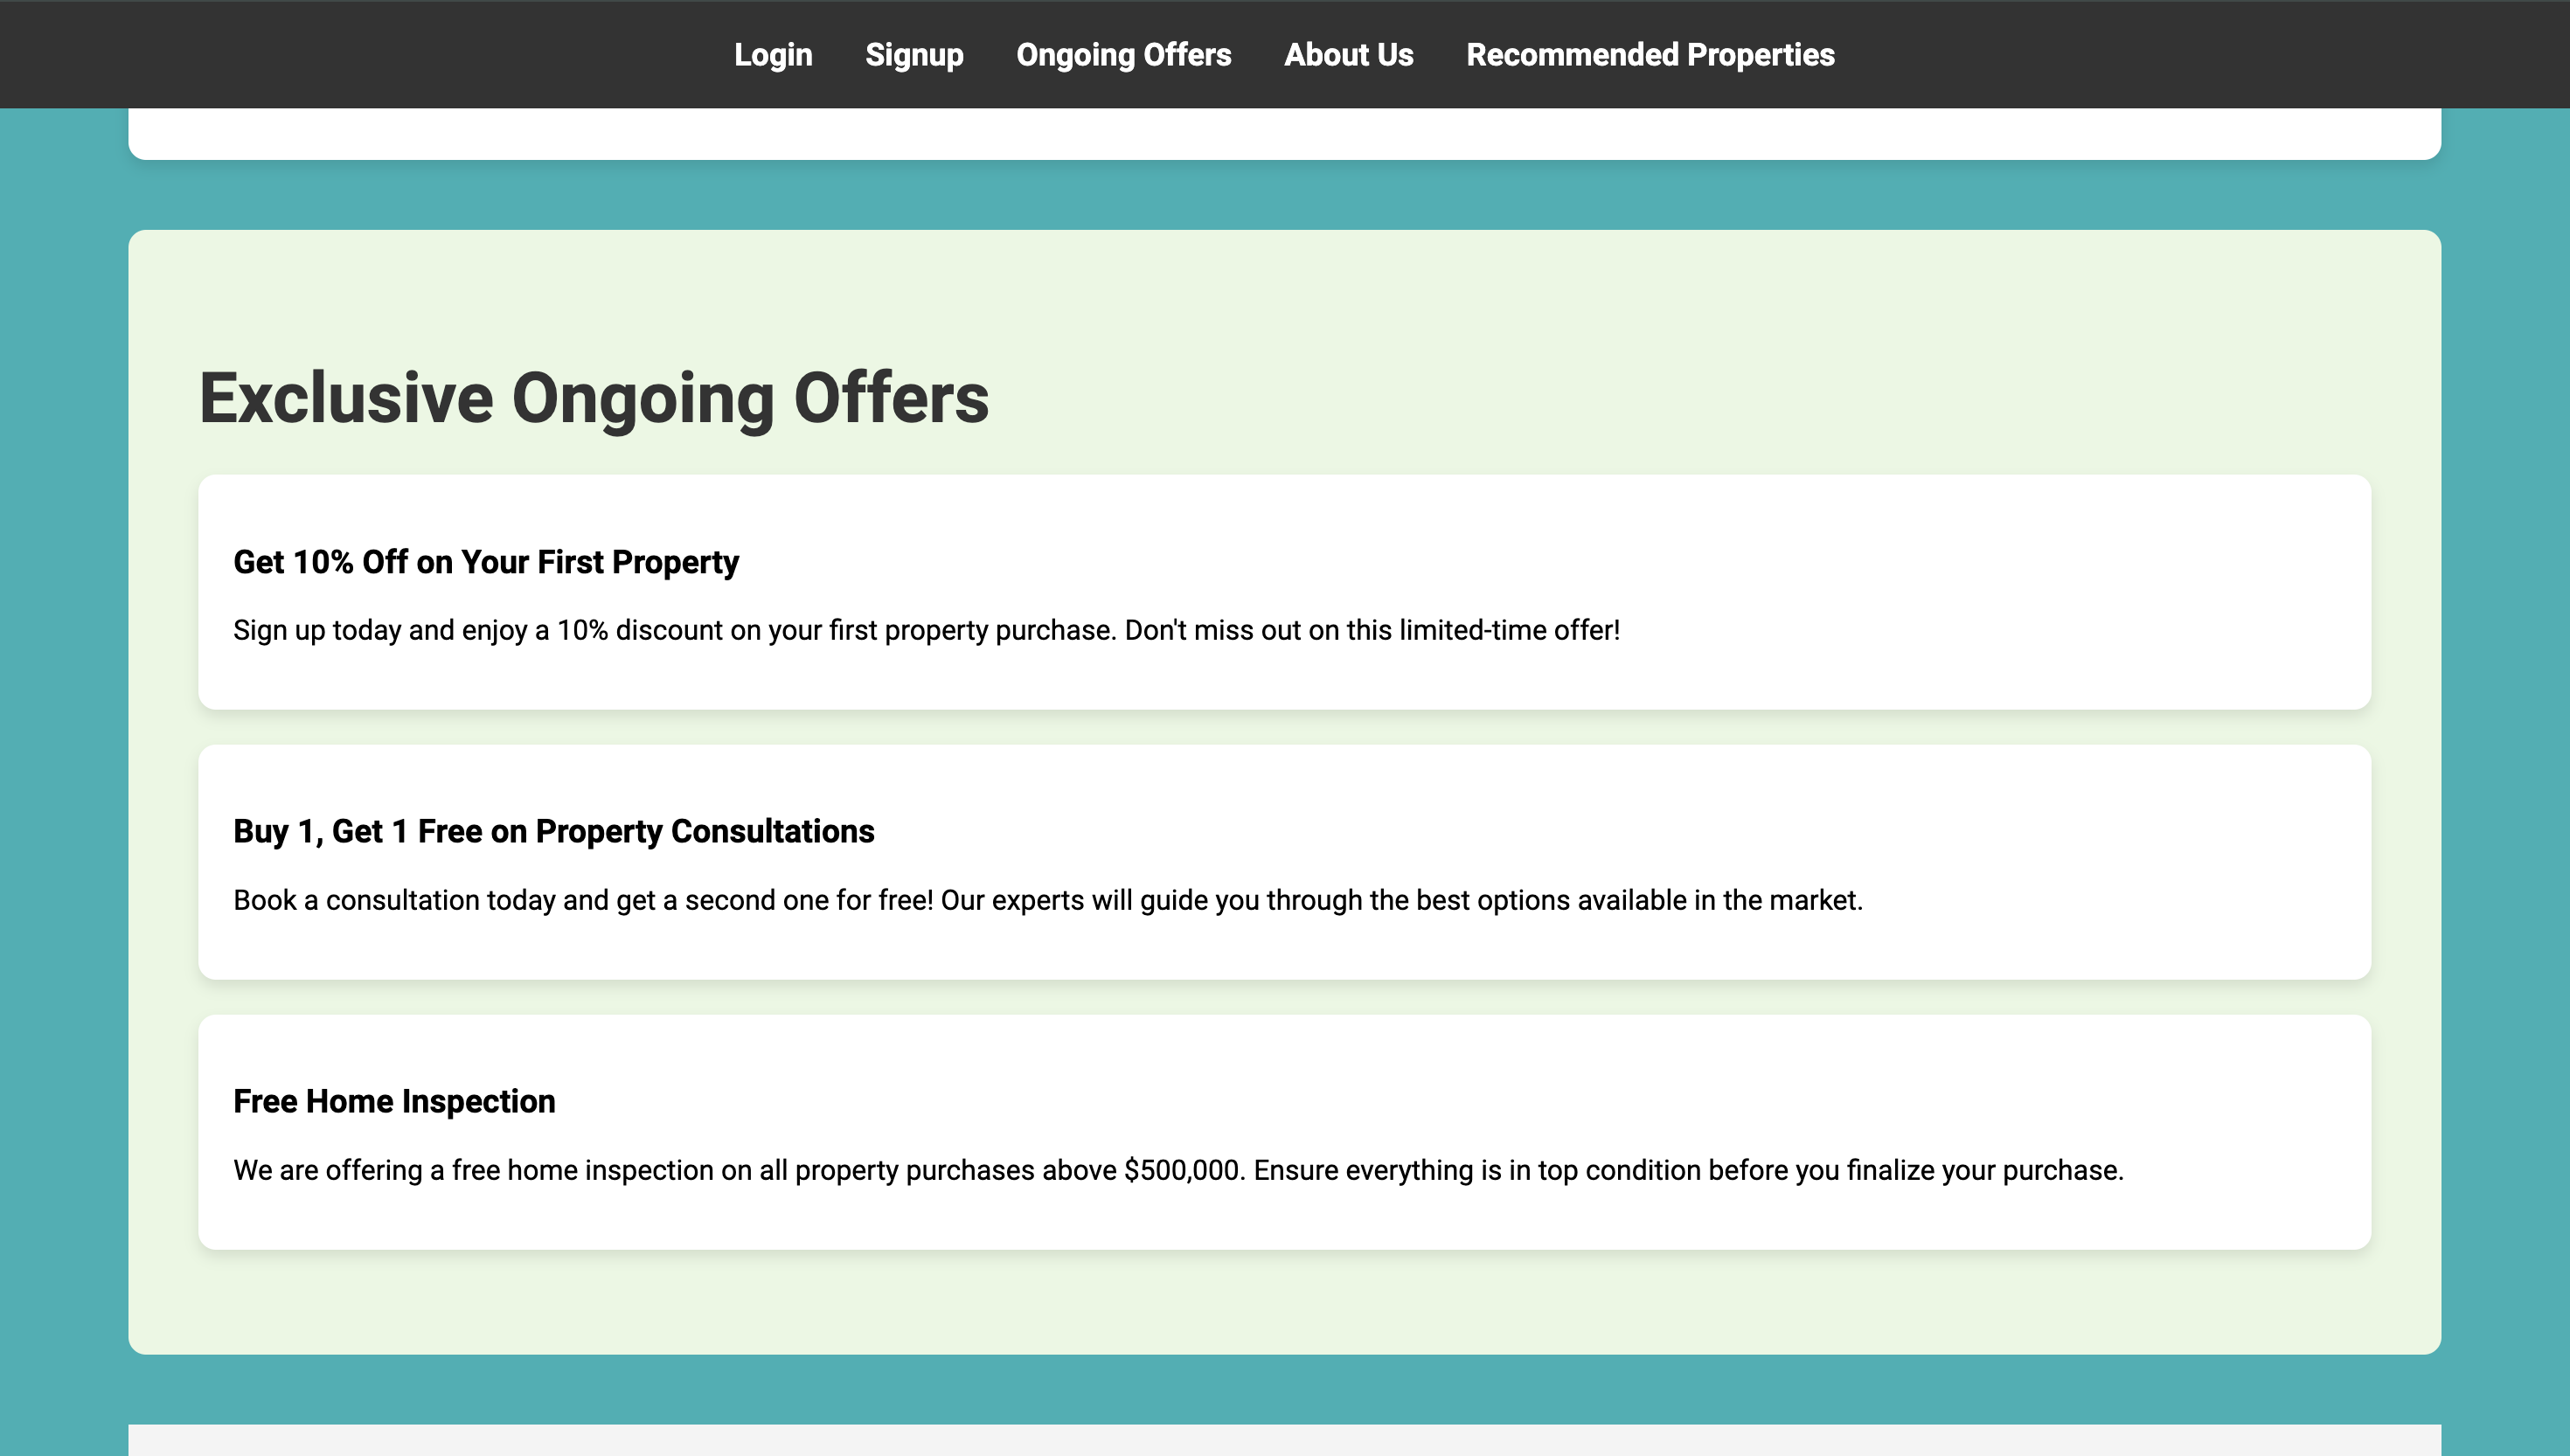 Login Signup Ongoing Offers About Us Recommended Properties
Exclusive Ongoing Offers
Get 10% Off on Your First Property
Sign up today and enjoy a 10% discount on your first property purchase. Don't miss out on this limited-time offer!
Buy 1, Get 1 Free on Property Consultations
Book a consultation today and get a second one for free! Our experts will guide you through the best options available in the market.
Free Home Inspection
We are offering a free home inspection on all property purchases above $500,000. Ensure everything is in top condition before you finalize your purchase.